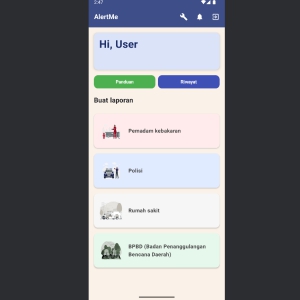 2:47
AlertMe
Hi, User
Panduan
Riwayat
Buat laporan
Pemadam kebakaran
Polisi
Rumah sakit
BPBD (Badan Penanggulangan
Bencana Daerah)